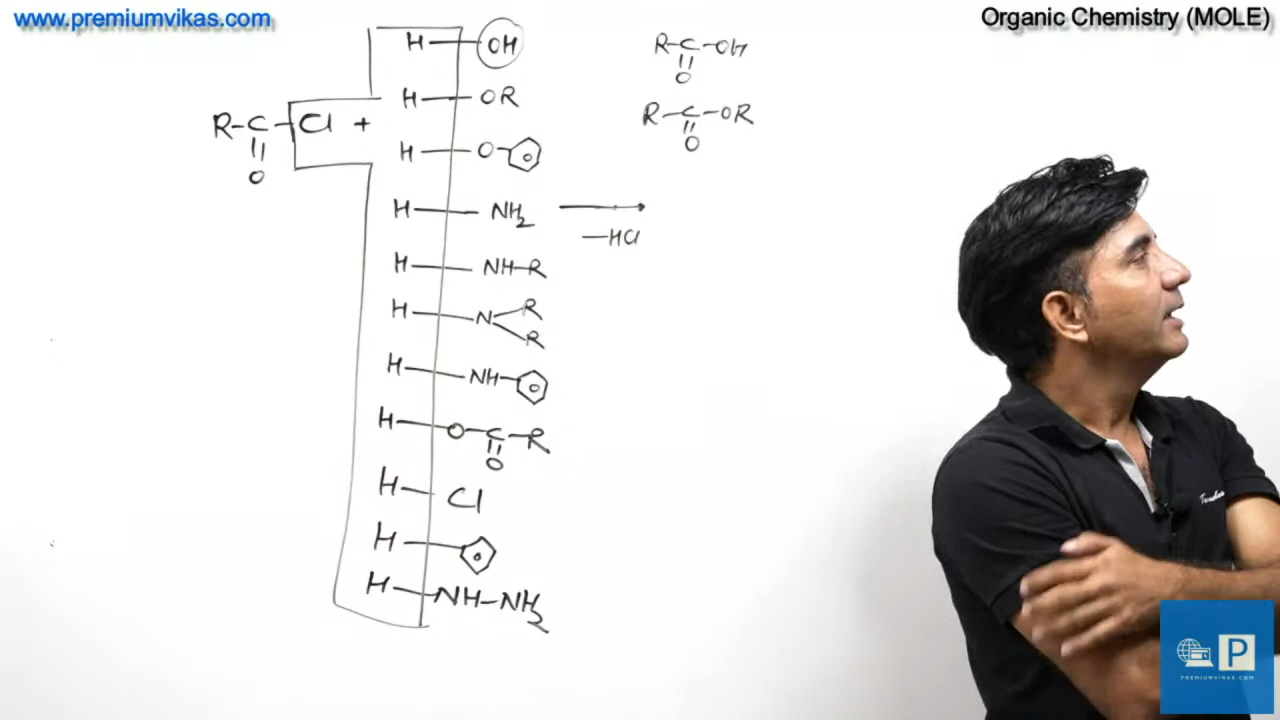 www.premiumvikas.com
Organic Chemistry (MOLE)
H—OH
R—C—OH
||
O
H—OR
R—C—Cl +
||
O
R—C—OR
||
O
H—O—
H—NH2
—HCl
H—NH—R
H—N
R
R
H—NH—
H—O—C—R
||
O
H—Cl
H—
H—NH—NH2
P
PREMIUMVIKAS.COM